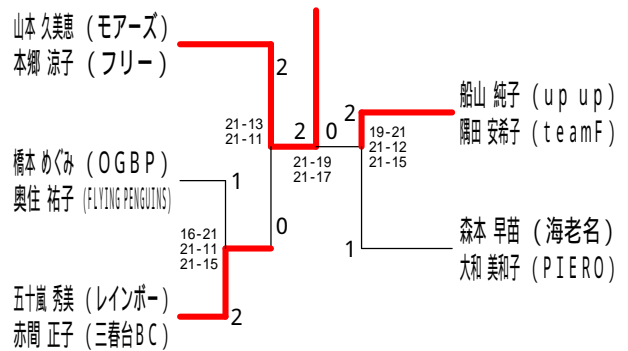 山本 久美恵 (モアーズ)
本郷 涼子 (フリー)
2
21-13
21-11
2
0
21-19
21-17
2
19-21
21-12
21-15
船山 純子 (up up)
隅田 安希子 (teamF)
橋本 めぐみ (OGBP)
奥住 祐子 (FLYING PENGUINS)
1
16-21
21-11
21-15
0
1
森本 早苗 (海老名)
大和 美和子 (PIERO)
五十嵐 秀美 (レインボー)
赤間 正子 (三春台BC)
2